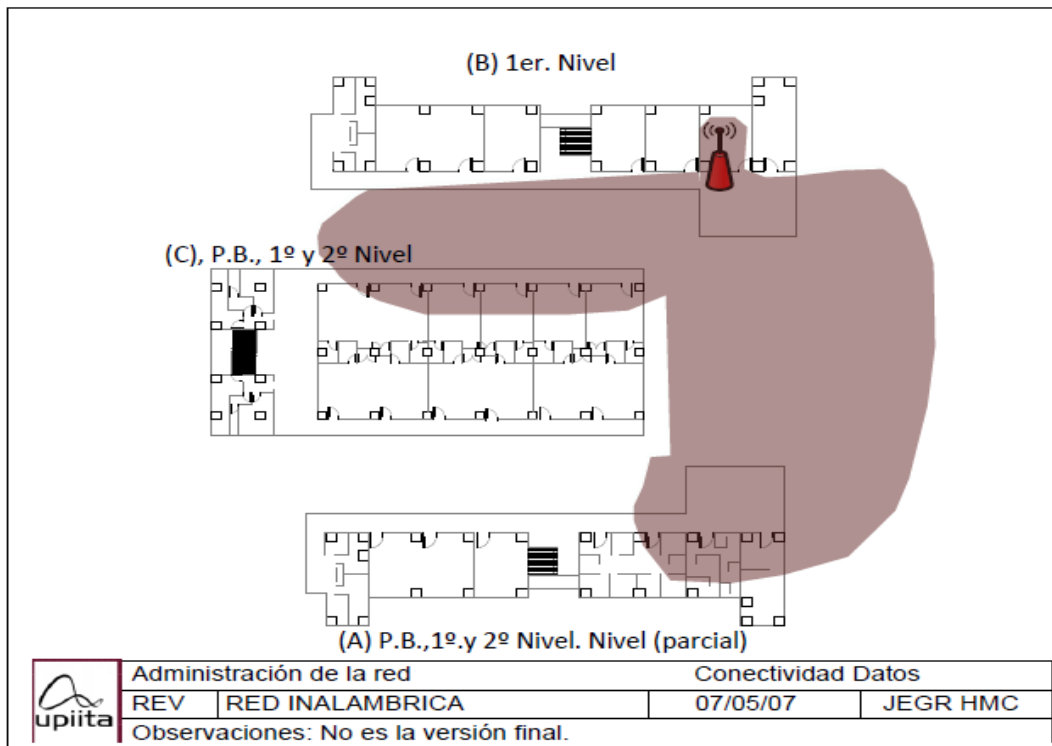 (B) 1er. Nivel
(C), P.B., 1º y 2º Nivel
(A) P.B.,1º.y 2º Nivel. Nivel (parcial)
upiita
Administración de la red Conectividad Datos
REV RED INALAMBRICA 07/05/07 JEGR HMC
Observaciones: No es la versión final.